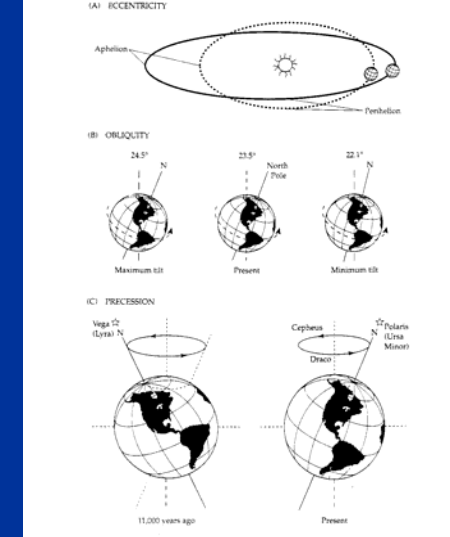 (A) ECCENTRICITY
Aphelion
Perihelion
(B) OBLIQUITY
24.5° 23.5° 22.1°
N North N
Pole
Maximum tilt Present Minimum tilt
(C) PRECESSION
Vega Cepheus Polaris
(Lyra) N N (Ursa
Minor)
Draco
11,000 years ago Present